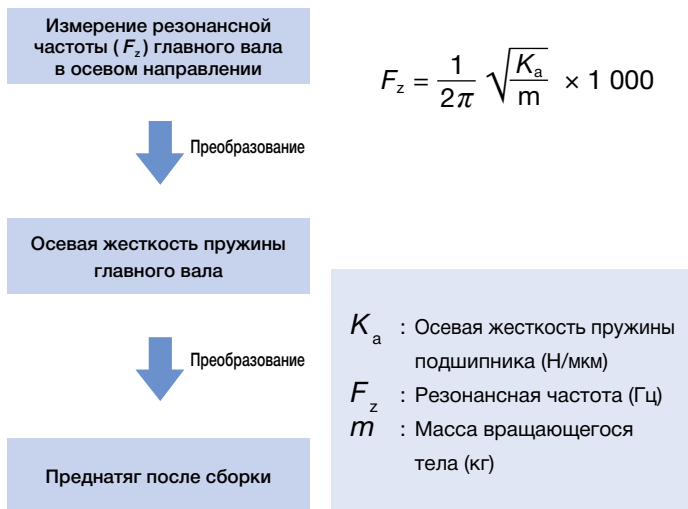 Измерение резонансной
частоты (Fz) главного вала
в осевом направлении
Fz = 1/2π √Ka/m × 1 000
Преобразование
Осевая жесткость пружины
главного вала
Преобразование
Преднатяг после сборки
Ka : Осевая жесткость пружины
подшипника (Н/мкм)
Fz : Резонансная частота (Гц)
m : Масса вращающегося
тела (кг)